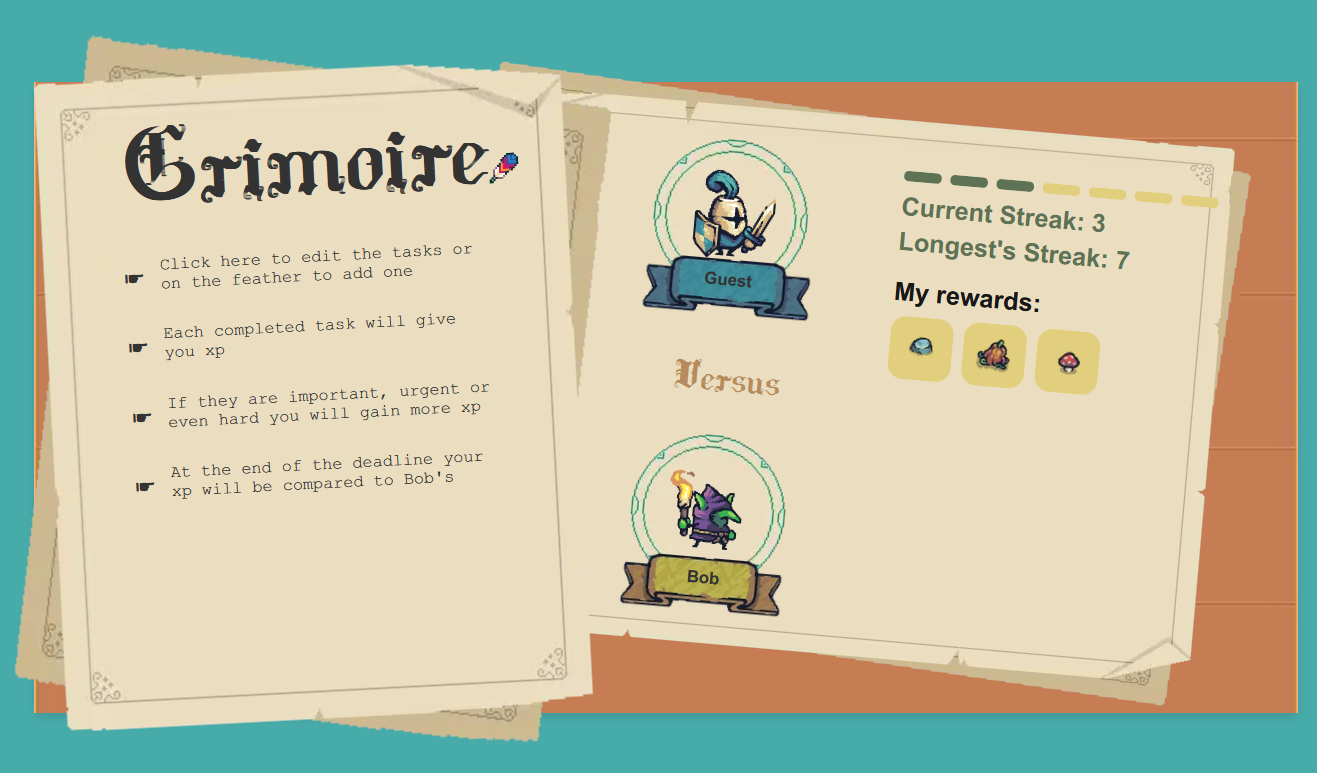 Grimoire
Click here to edit the tasks or
on the feather to add one
Each completed task will give
you xp
If they are important, urgent or
even hard you will gain more xp
At the end of the deadline your
xp will be compared to Bob's
Guest
Versus
Bob
Current Streak: 3
Longest's Streak: 7
My rewards: